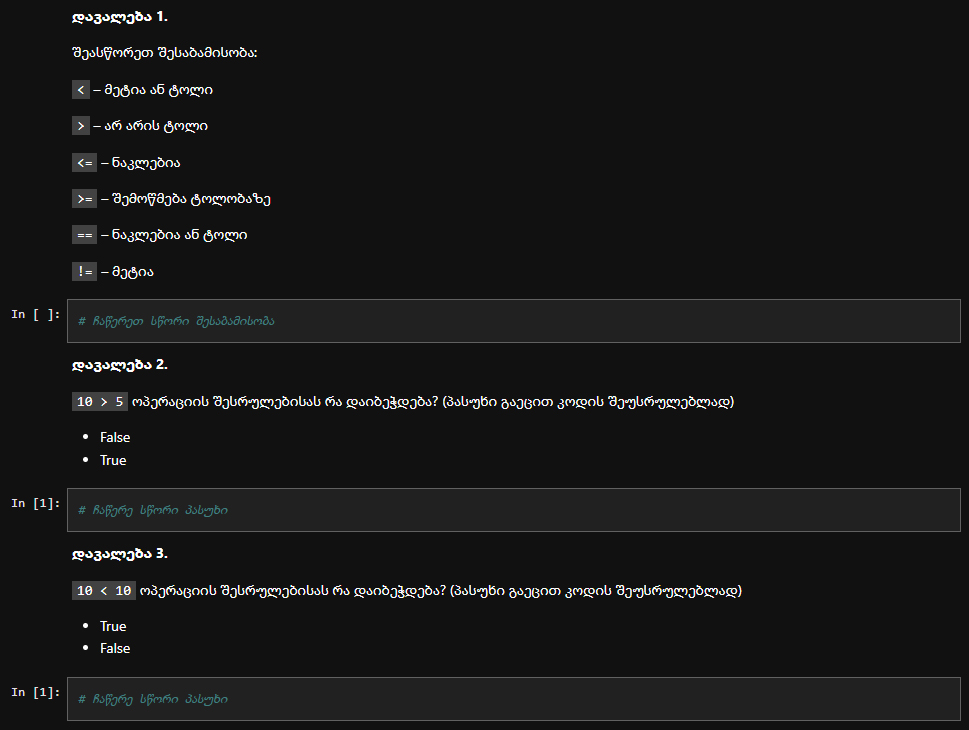 დავალება 1.
შეასწორეთ შესაბამისობა:
< – მეტია ან ტოლი
> – არ არის ტოლი
<= – ნაკლებია
>= – შემოწმება ტოლობაზე
== – ნაკლებია ან ტოლი
!= – მეტია
In [ ]: # ჩაწერეთ სწორი შესაბამისობა
დავალება 2.
10 > 5 ოპერაციის შესრულებისას რა დაიბეჭდება? (პასუხი გაეცით კოდის შეუსრულებლად)
• False
• True
In [1]: # ჩაწერე სწორი პასუხი
დავალება 3.
10 < 10 ოპერაციის შესრულებისას რა დაიბეჭდება? (პასუხი გაეცით კოდის შეუსრულებლად)
• True
• False
In [1]: # ჩაწერე სწორი პასუხი